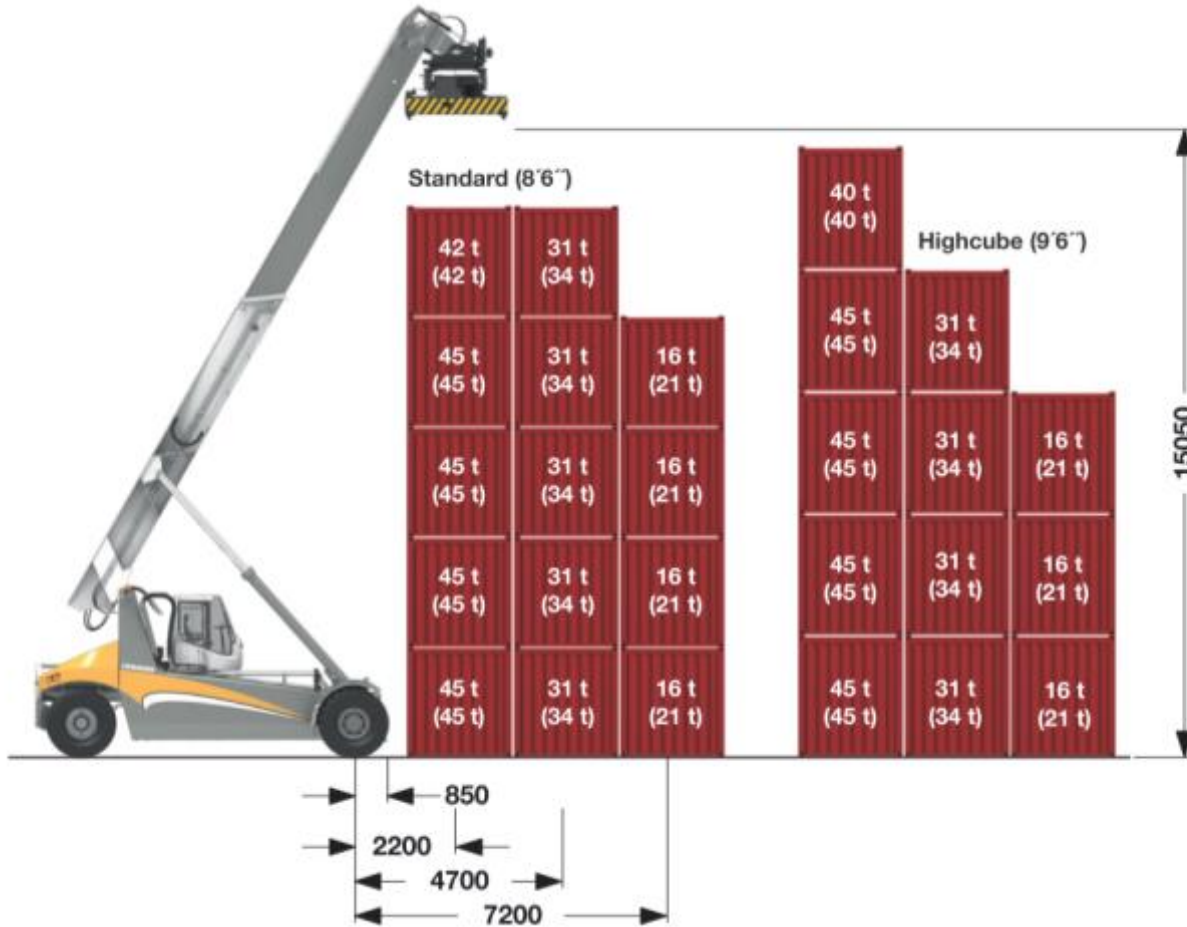 Standard (8´6´´)
42 t
(42 t)
31 t
(34 t)
45 t
(45 t)
31 t
(34 t)
16 t
(21 t)
45 t
(45 t)
31 t
(34 t)
16 t
(21 t)
45 t
(45 t)
31 t
(34 t)
16 t
(21 t)
45 t
(45 t)
31 t
(34 t)
16 t
(21 t)
Highcube (9´6´´)
40 t
(40 t)
45 t
(45 t)
31 t
(34 t)
45 t
(45 t)
31 t
(34 t)
16 t
(21 t)
45 t
(45 t)
31 t
(34 t)
16 t
(21 t)
45 t
(45 t)
31 t
(34 t)
16 t
(21 t)
15050
850
2200
4700
7200